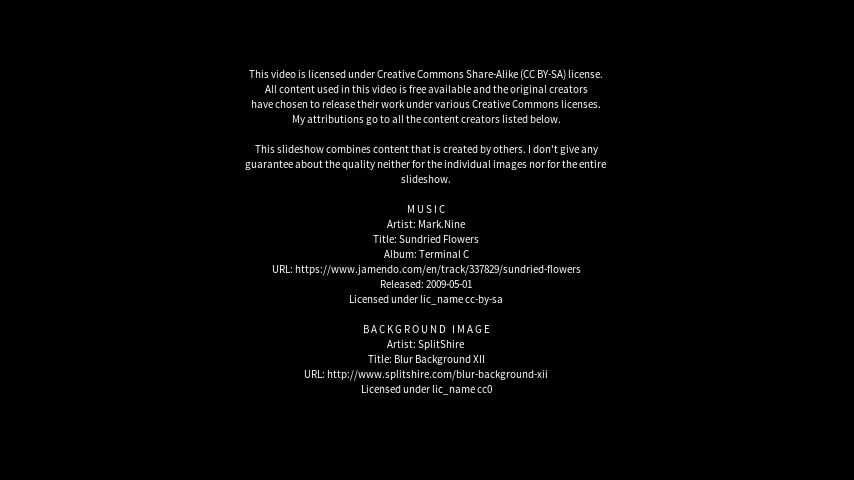 This video is licensed under Creative Commons Share-Alike (CC BY-SA) license.
All content used in this video is free available and the original creators
have chosen to release their work under various Creative Commons licenses.
My attributions go to all the content creators listed below.
This slideshow combines content that is created by others. I don't give any
guarantee about the quality neither for the individual images nor for the entire
slideshow.
MUSIC
Artist: Mark.Nine
Title: Sundried Flowers
Album: Terminal C
URL: https://www.jamendo.com/en/track/337829/sundried-flowers
Released: 2009-05-01
Licensed under lic_name cc-by-sa
BACKGROUND IMAGE
Artist: SplitShire
Title: Blur Background XII
URL: http://www.splitshire.com/blur-background-xii
Licensed under lic_name cc0